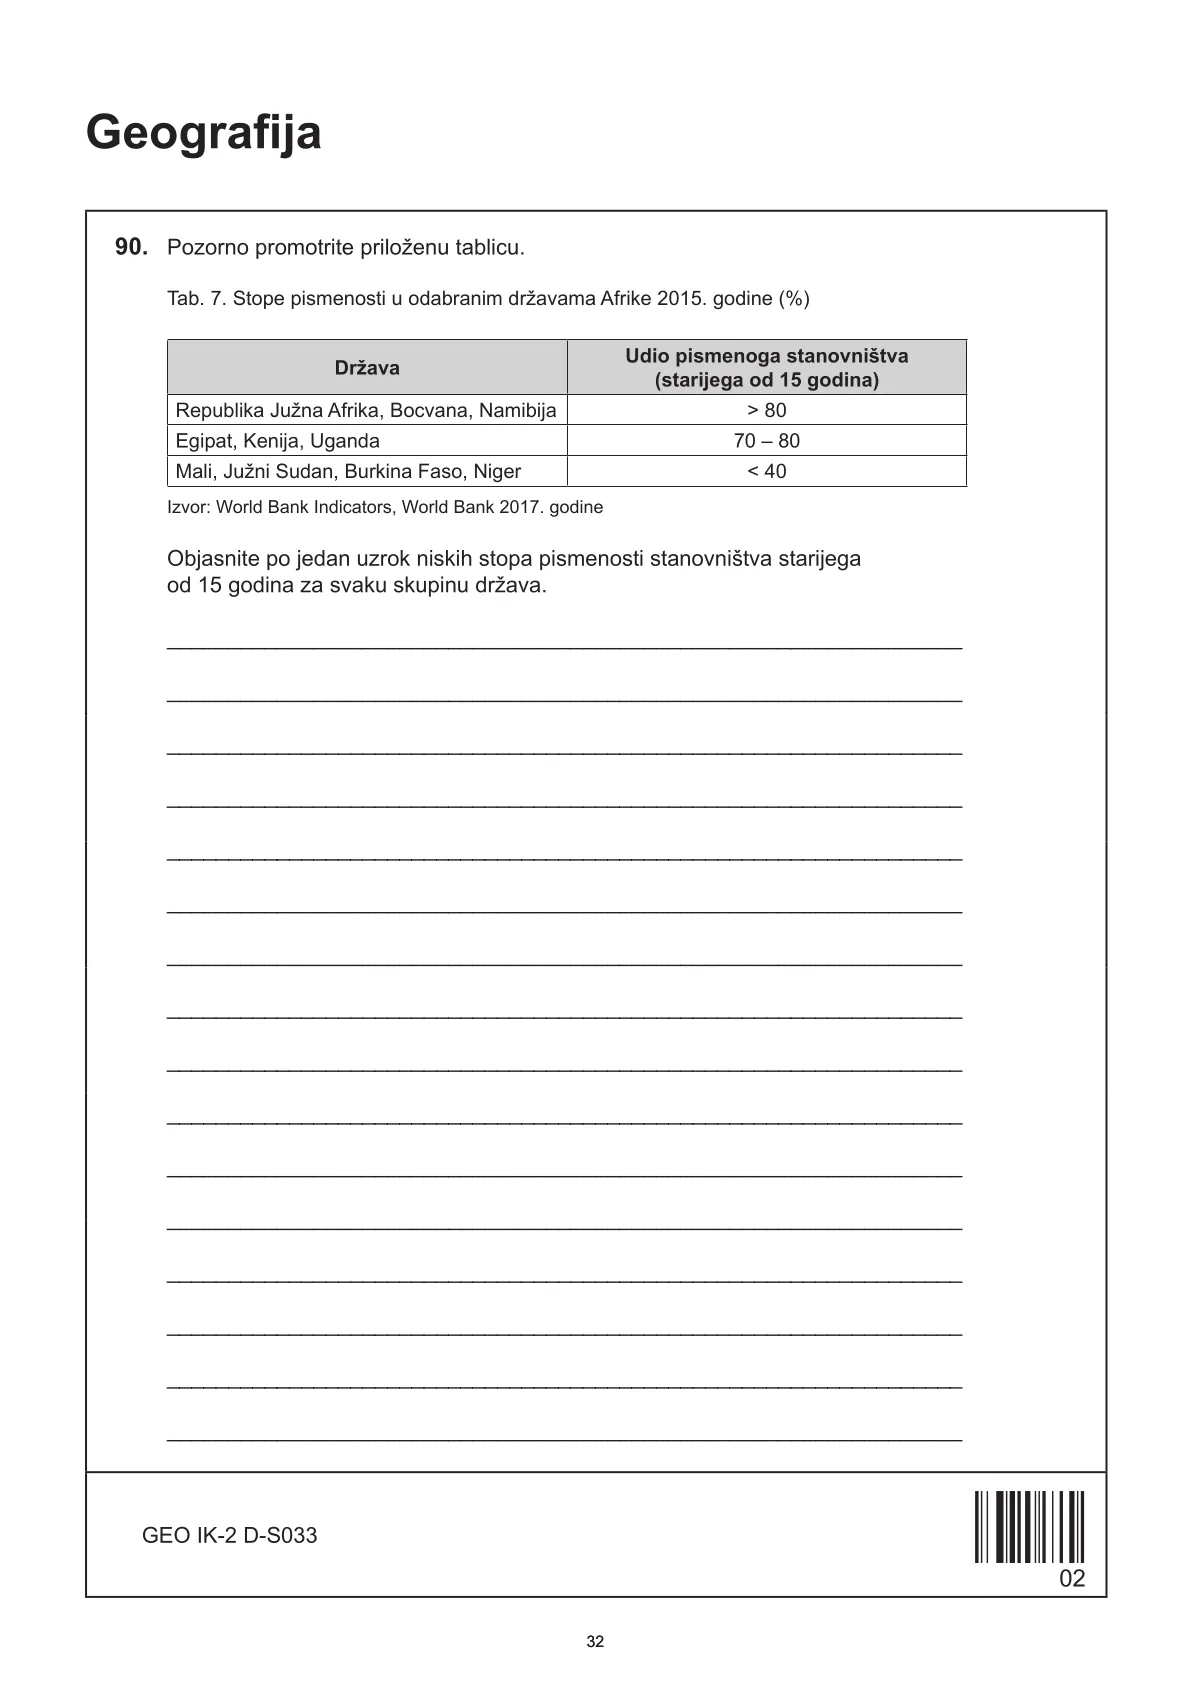 Geografija
90. Pozorno promotrite priloženu tablicu.
Tab. 7. Stope pismenosti u odabranim državama Afrike 2015. godine (%)
Država
Udio pismenoga stanovništva
(starijega od 15 godina)
Republika Južna Afrika, Bocvana, Namibija > 80
Egipat, Kenija, Uganda 70 – 80
Mali, Južni Sudan, Burkina Faso, Niger < 40
Izvor: World Bank Indicators, World Bank 2017. godine
Objasnite po jedan uzrok niskih stopa pismenosti stanovništva starijega
od 15 godina za svaku skupinu država.
GEO IK-2 D-S033
02
32